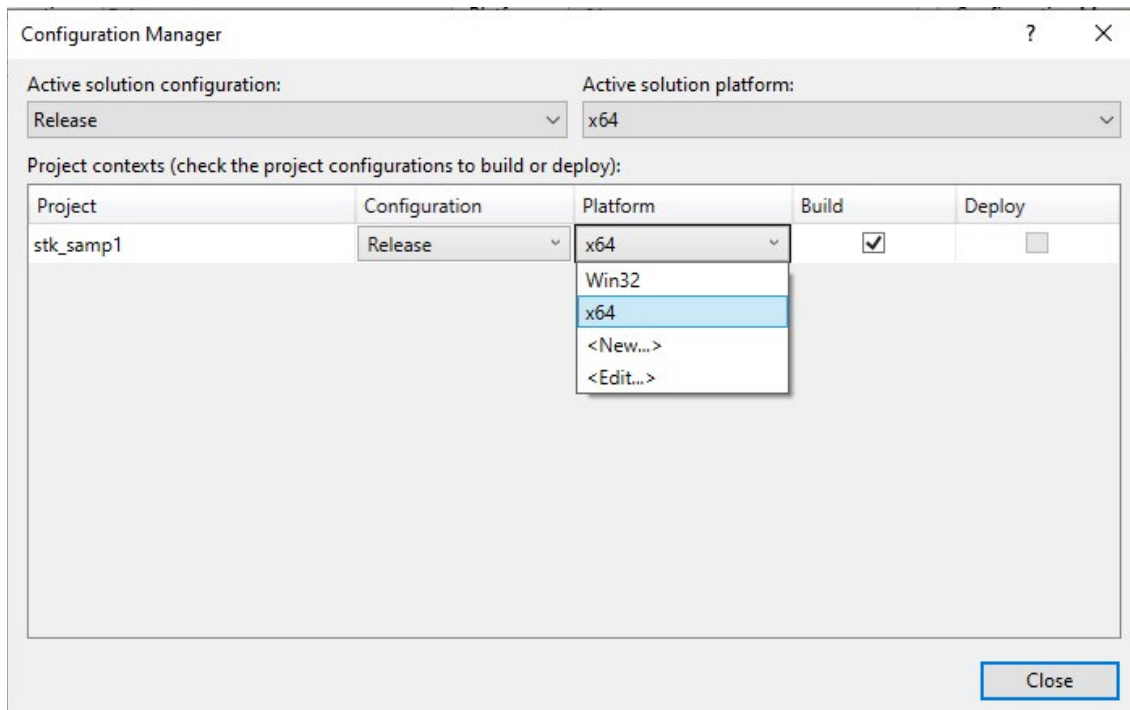 Configuration Manager ?
Active solution configuration: Active solution platform:
Release x64
Project contexts (check the project configurations to build or deploy):
Project Configuration Platform Build Deploy
stk_samp1 Release x64
Win32
x64
<New...>
<Edit...>
Close